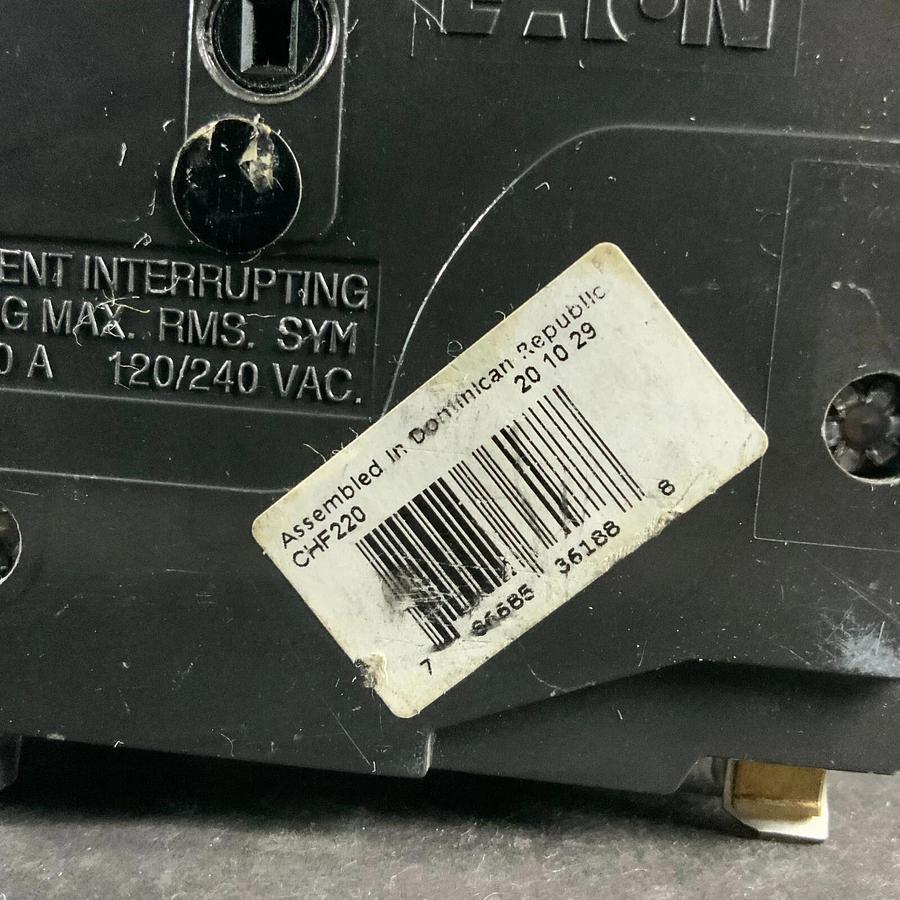 EATON
ENT INTERRUPTING
G MAX. RMS. SYM
0 A 120/240 VAC.
Assembled in Dominican Republic
CHF220 20 10 29
7 86685 36188 8